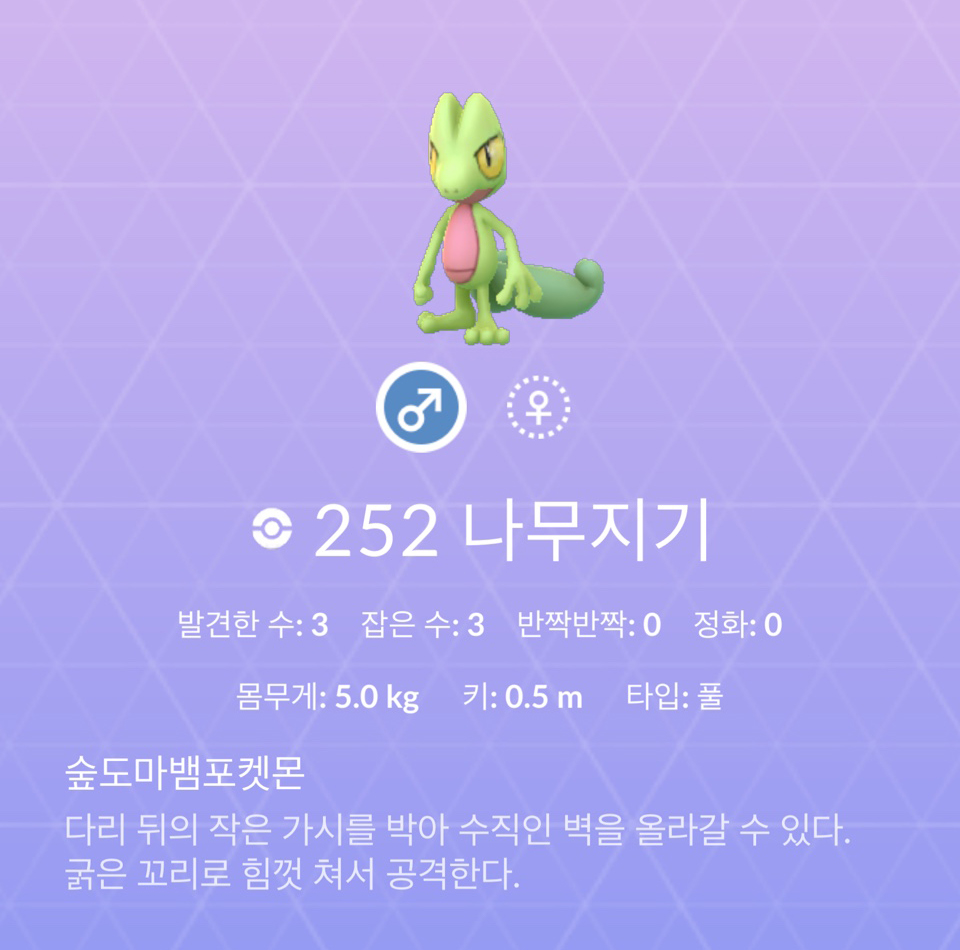 252 나무지기
발견한 수: 3 잡은 수: 3 반짝반짝: 0 정화: 0
몸무게: 5.0 kg 키: 0.5 m 타입: 풀
숲도마뱀포켓몬
다리 뒤의 작은 가시를 박아 수직인 벽을 올라갈 수 있다.
굵은 꼬리로 힘껏 쳐서 공격한다.